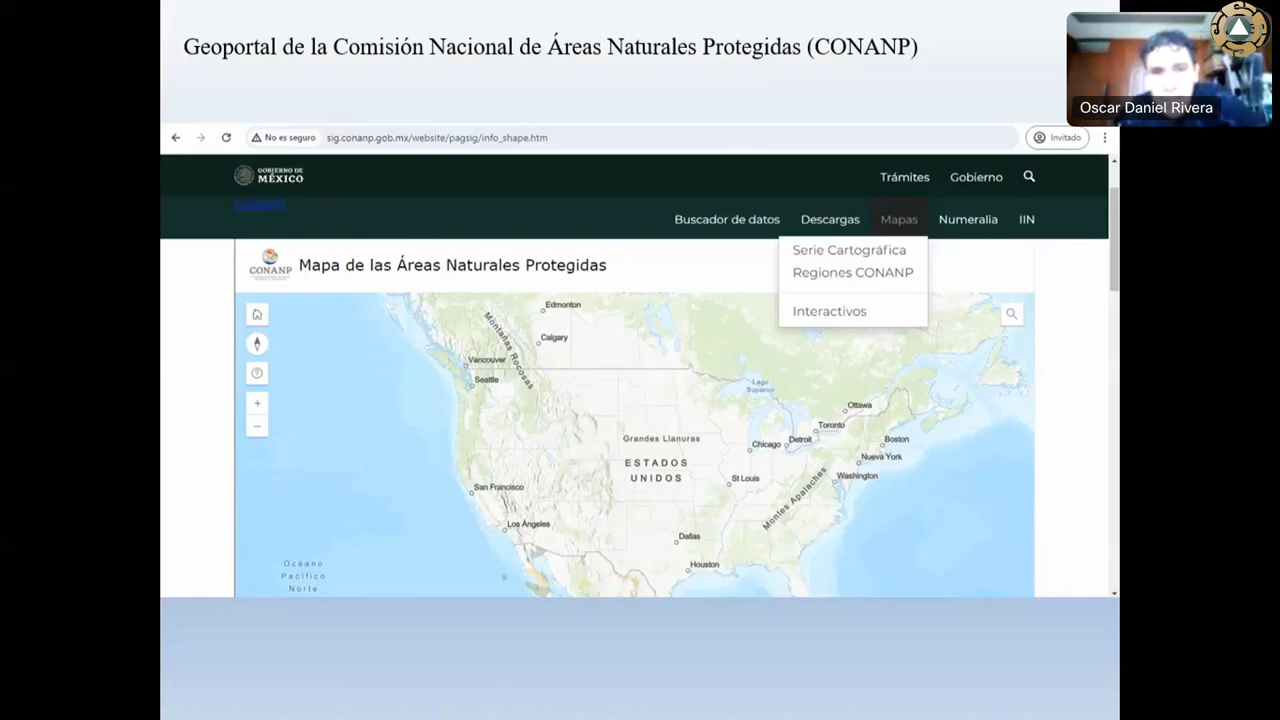 Geoportal de la Comisión Nacional de Áreas Naturales Protegidas (CONANP)
Oscar Daniel Rivera
No es seguro
sig.conanp.gob.mx/website/pagsig/info_shape.htm
Invitado
GOBIERNO DE
MÉXICO
Trámites
Gobierno
CONANP
Buscador de datos
Descargas
Mapas
Numeralia
IIN
Serie Cartográfica
Regiones CONANP
Interactivos
CONANP
Mapa de las Áreas Naturales Protegidas
Edmonton
Calgary
Montañas Rocosas
Vancouver
Seattle
Lago
Superior
Ottawa
Toronto
Boston
Detroit
Chicago
Grandes Llanuras
Nueva York
ESTADOS
UNIDOS
St Louis
Washington
Montes Apalaches
San Francisco
Los Ángeles
Dallas
Houston
Océano
Pacífico
Norte